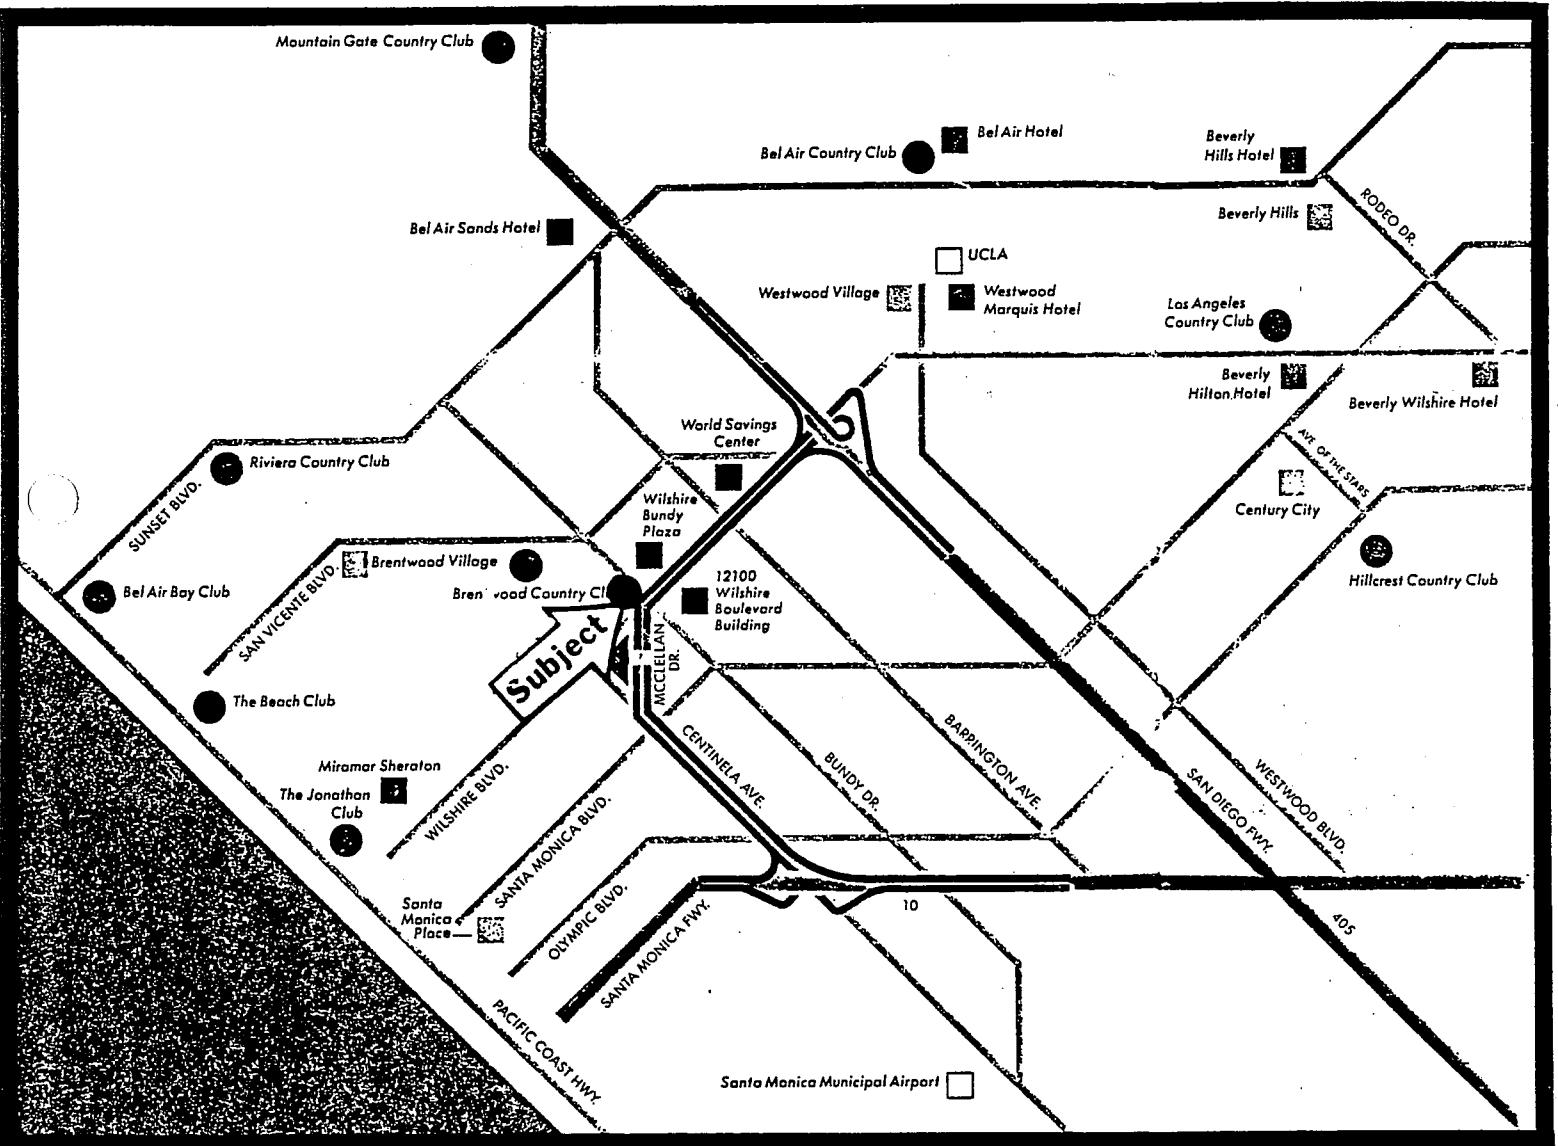 Mountain Gate Country Club
Bel Air Country Club
Bel Air Hotel
Beverly
Hills Hotel
Beverly Hills
RODEO DR.
Bel Air Sands Hotel
UCLA
Westwood Village
Westwood
Marquis Hotel
Los Angeles
Country Club
Beverly
Hilton Hotel
Beverly Wilshire Hotel
World Savings
Center
AVE OF THE STARS
Riviera Country Club
SUNSET BLVD.
Wilshire
Bundy
Plaza
Century City
Brentwood Village
Bel Air Bay Club
SAN VICENTE BLVD.
Country
12100
Wilshire
Boulevard
Building
Hillcrest Country Club
Subject
MCCLELLAN
DR.
The Beach Club
CENTINELA AVE.
BUNDY DR.
BARRINGTON AVE.
SAN DIEGO FWY.
WESTWOOD BLVD.
Miramar Sheraton
The Jonathan
Club
WILSHIRE BLVD.
SANTA MONICA BLVD.
Santa
Monica
Place
OLYMPIC BLVD.
SANTA MONICA FWY.
10
405
PACIFIC COAST HWY.
Santa Monica Municipal Airport